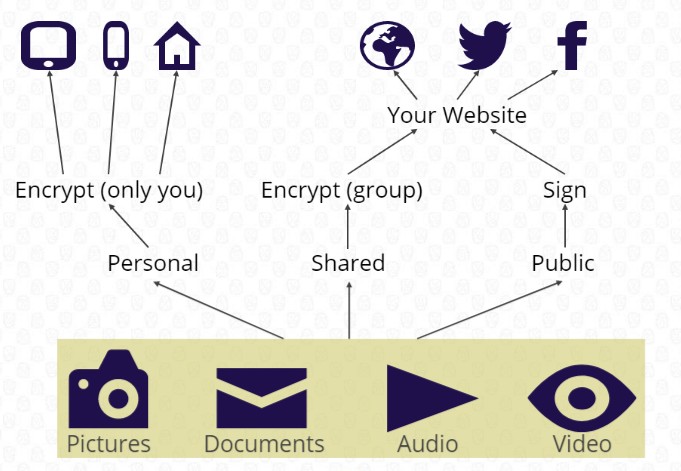 Your Website
Encrypt (only you) Encrypt (group) Sign
Personal Shared Public
Pictures Documents Audio Video